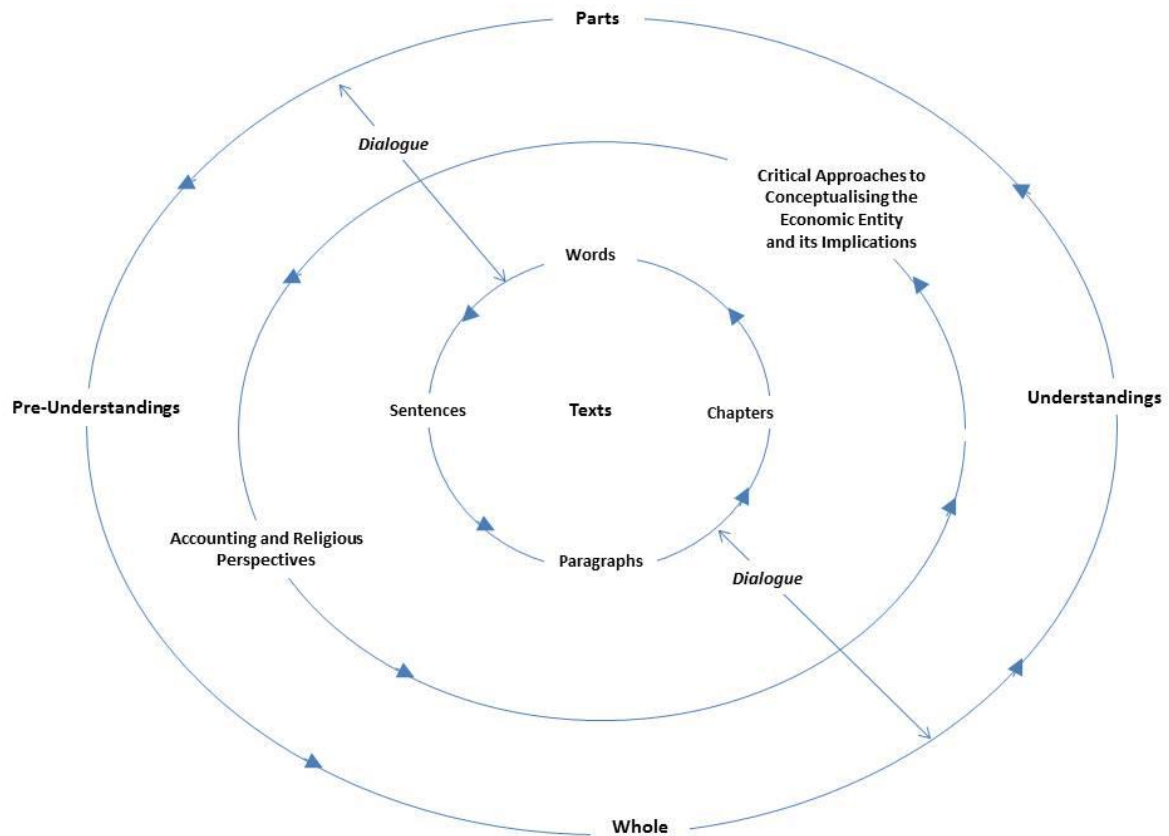 Parts
Dialogue
Critical Approaches to
Conceptualising the
Economic Entity
and its Implications
Words
Pre-Understandings
Sentences
Texts
Chapters
Understandings
Accounting and Religious
Perspectives
Paragraphs
Dialogue
Whole